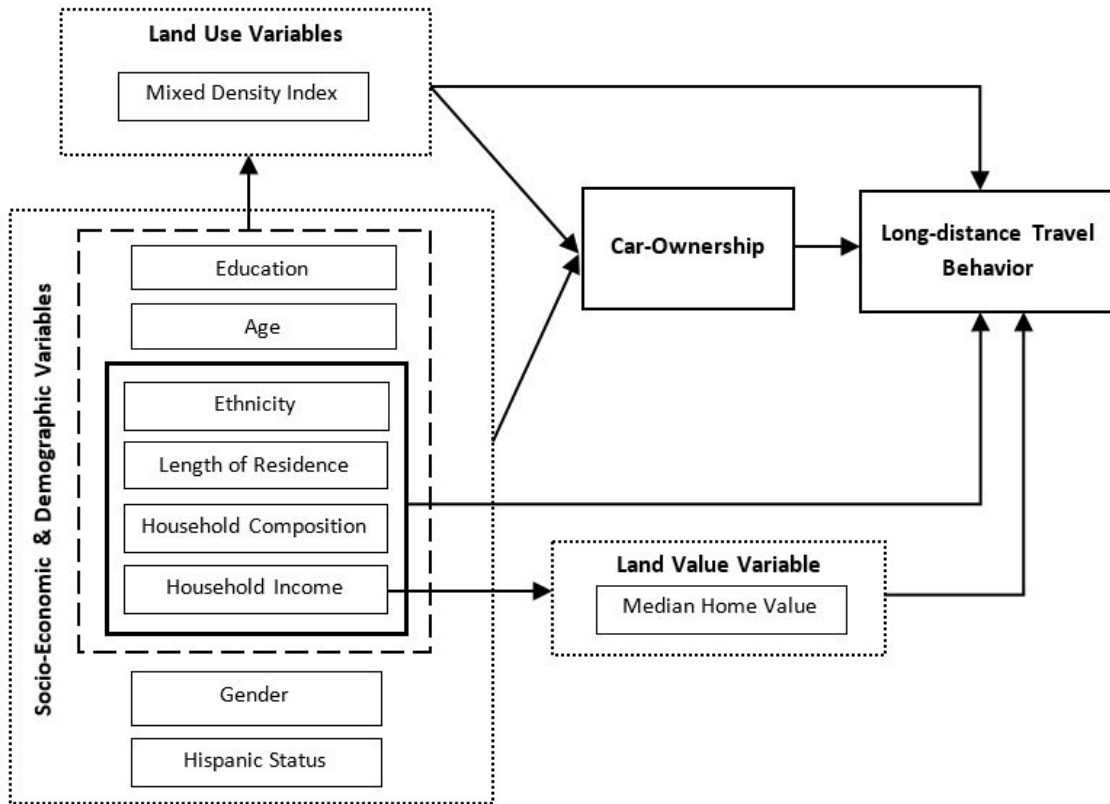 Land Use Variables
Mixed Density Index
Socio-Economic & Demographic Variables
Education
Age
Ethnicity
Length of Residence
Household Composition
Household Income
Gender
Hispanic Status
Car-Ownership
Long-distance Travel
Behavior
Land Value Variable
Median Home Value